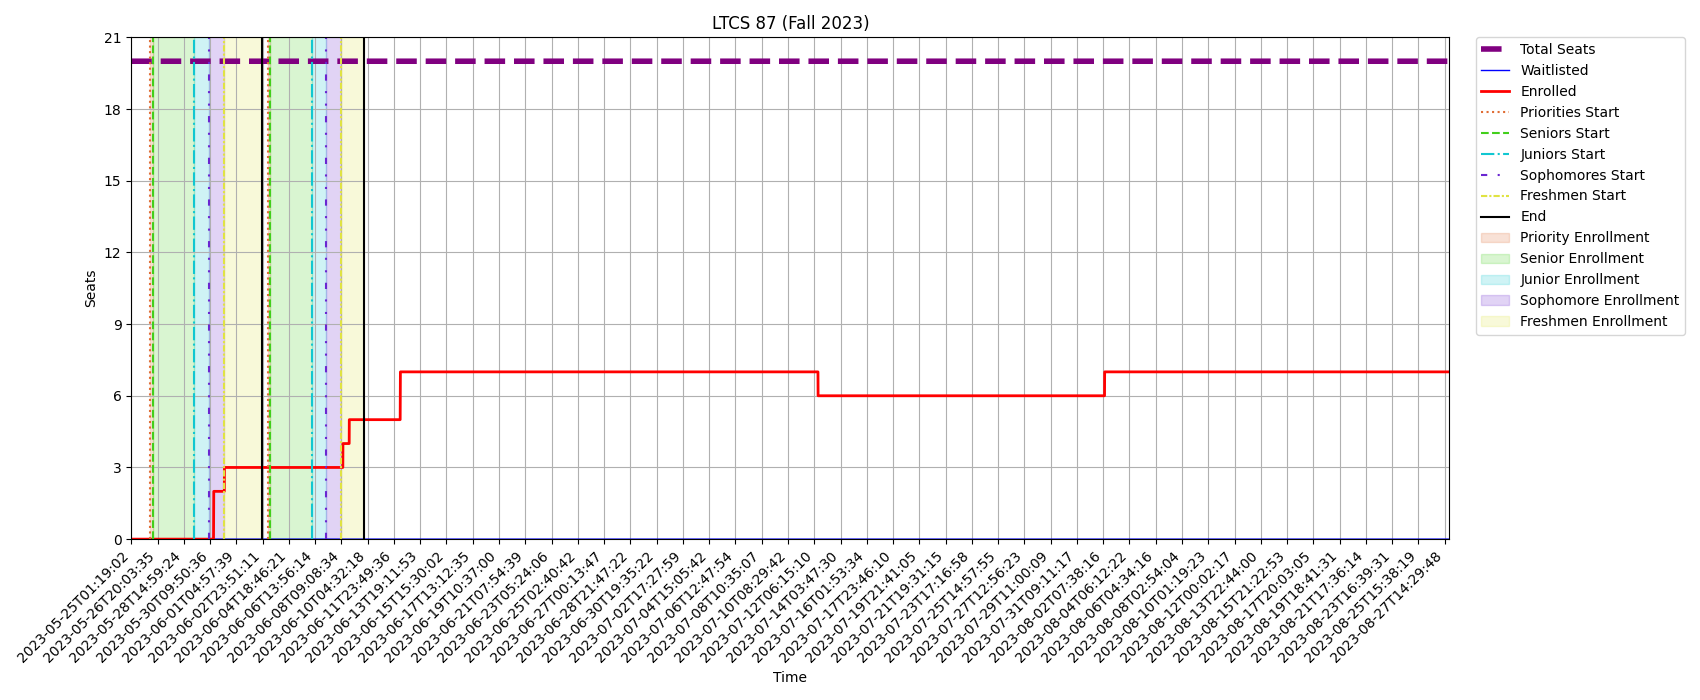 LTCS 87 (Fall 2023)
21
18
15
12
9
6
3
0
Seats
2023-05-25T01:19:02
2023-05-26T20:03:35
2023-05-28T14:59:24
2023-05-30T09:50:36
2023-06-01T04:57:39
2023-06-02T23:51:11
2023-06-04T18:46:21
2023-06-06T13:56:14
2023-06-08T09:08:34
2023-06-10T04:32:18
2023-06-11T23:49:36
2023-06-13T19:11:53
2023-06-15T15:30:02
2023-06-17T13:12:35
2023-06-19T10:37:00
2023-06-21T07:54:39
2023-06-23T05:24:06
2023-06-25T02:40:42
2023-06-27T00:13:47
2023-06-28T21:47:22
2023-06-30T19:35:22
2023-07-02T17:27:59
2023-07-04T15:05:42
2023-07-06T12:47:54
2023-07-08T10:35:07
2023-07-10T08:29:42
2023-07-12T06:15:10
2023-07-14T03:47:30
2023-07-16T01:53:34
2023-07-17T23:46:10
2023-07-19T21:41:05
2023-07-21T19:31:15
2023-07-23T17:16:58
2023-07-25T14:57:55
2023-07-27T12:56:23
2023-07-29T11:00:09
2023-07-31T09:11:17
2023-08-02T07:38:16
2023-08-04T06:12:22
2023-08-06T04:34:16
2023-08-08T02:54:04
2023-08-10T01:19:23
2023-08-12T00:02:17
2023-08-13T22:44:00
2023-08-15T21:22:53
2023-08-17T20:03:05
2023-08-19T18:41:31
2023-08-21T17:36:14
2023-08-23T16:39:31
2023-08-25T15:38:19
2023-08-27T14:29:48
Time
Total Seats
Waitlisted
Enrolled
Priorities Start
Seniors Start
Juniors Start
Sophomores Start
Freshmen Start
End
Priority Enrollment
Senior Enrollment
Junior Enrollment
Sophomore Enrollment
Freshmen Enrollment